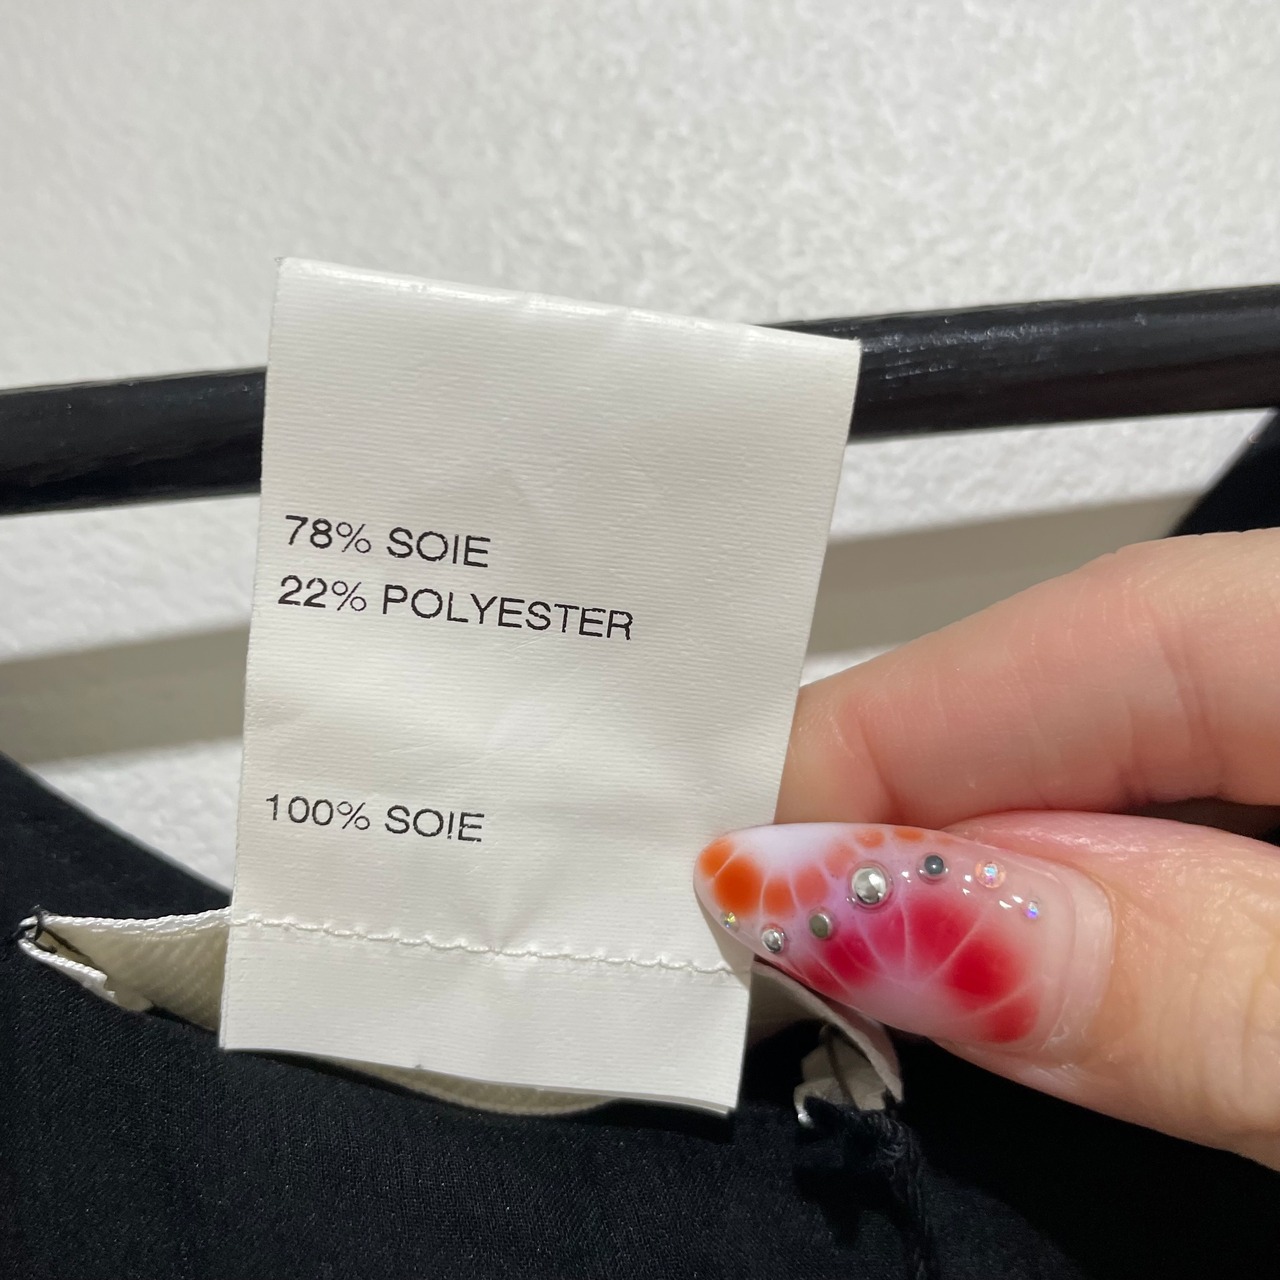 78% SOIE
22% POLYESTER
100% SOIE